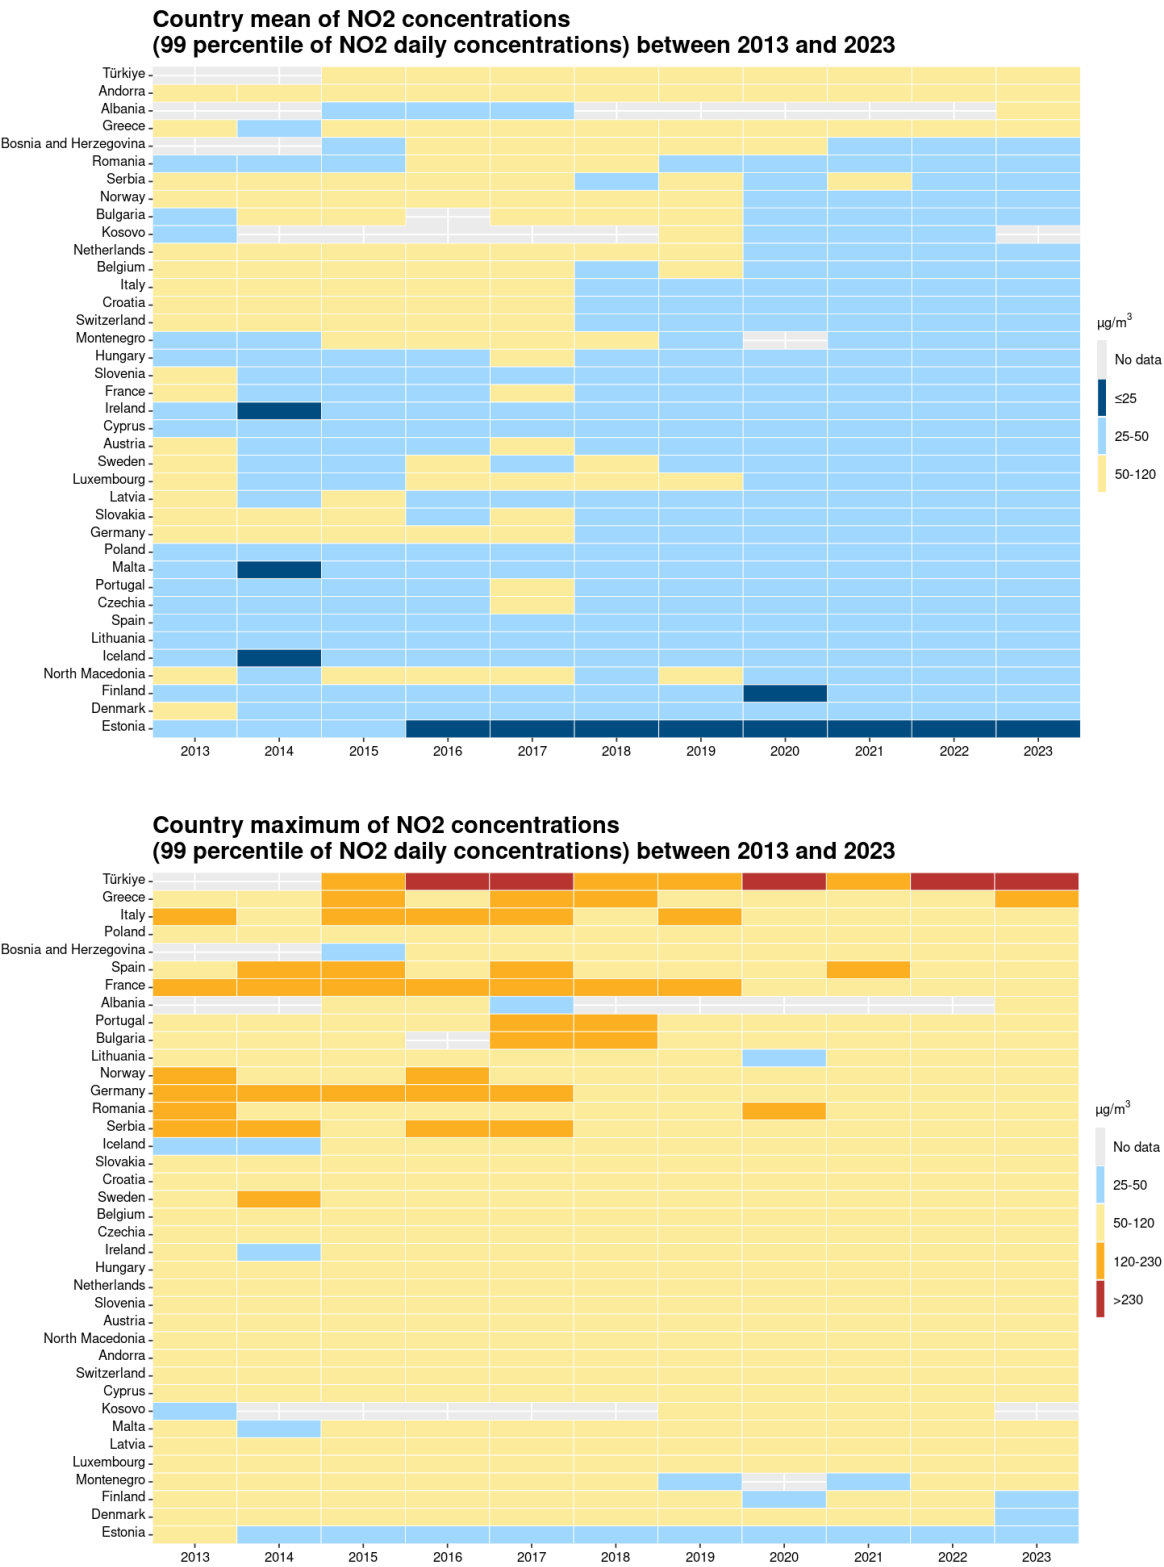 Country mean of NO2 concentrations
(99 percentile of NO2 daily concentrations) between 2013 and 2023
Türkiye
Andorra
Albania
Greece
Bosnia and Herzegovina
Romania
Serbia
Norway
Bulgaria
Kosovo
Netherlands
Belgium
Italy
Croatia
Switzerland
Montenegro
Hungary
Slovenia
France
Ireland
Cyprus
Austria
Sweden
Luxembourg
Latvia
Slovakia
Germany
Poland
Malta
Portugal
Czechia
Spain
Lithuania
Iceland
North Macedonia
Finland
Denmark
Estonia
2013 2014 2015 2016 2017 2018 2019 2020 2021 2022 2023
µg/m³
No data
≤25
25-50
50-120
Country maximum of NO2 concentrations
(99 percentile of NO2 daily concentrations) between 2013 and 2023
Türkiye
Greece
Italy
Poland
Bosnia and Herzegovina
Spain
France
Albania
Portugal
Bulgaria
Lithuania
Norway
Germany
Romania
Serbia
Iceland
Slovakia
Croatia
Sweden
Belgium
Czechia
Ireland
Hungary
Netherlands
Slovenia
Austria
North Macedonia
Andorra
Switzerland
Cyprus
Kosovo
Malta
Latvia
Luxembourg
Montenegro
Finland
Denmark
Estonia
2013 2014 2015 2016 2017 2018 2019 2020 2021 2022 2023
µg/m³
No data
25-50
50-120
120-230
>230